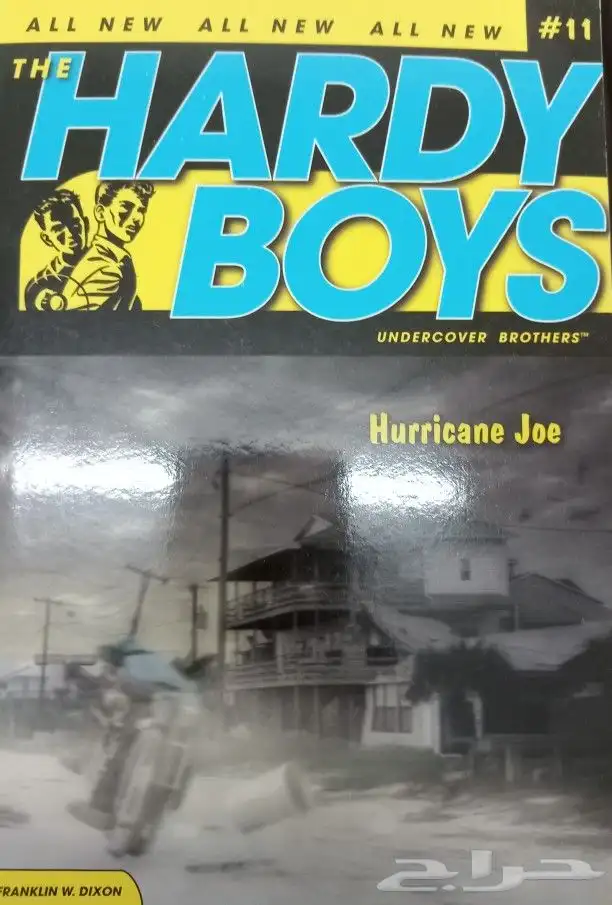 ALL NEW ALL NEW ALL NEW #11
THE
HARDY
BOYS
UNDERCOVER BROTHERS™
Hurricane Joe
FRANKLIN W. DIXON
حراج